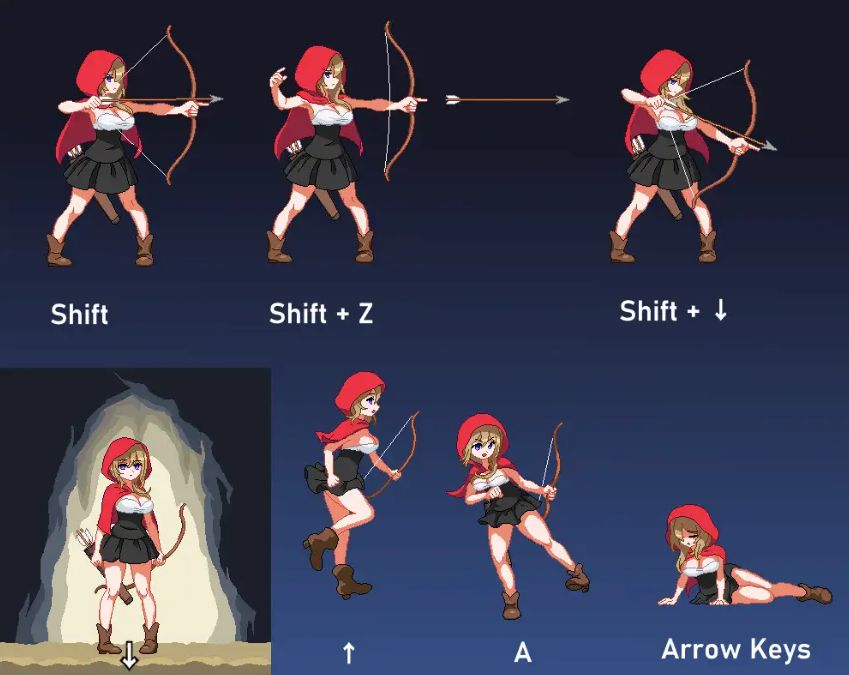 Shift
Shift + Z
Shift + ↓
↓
↑
A
Arrow Keys